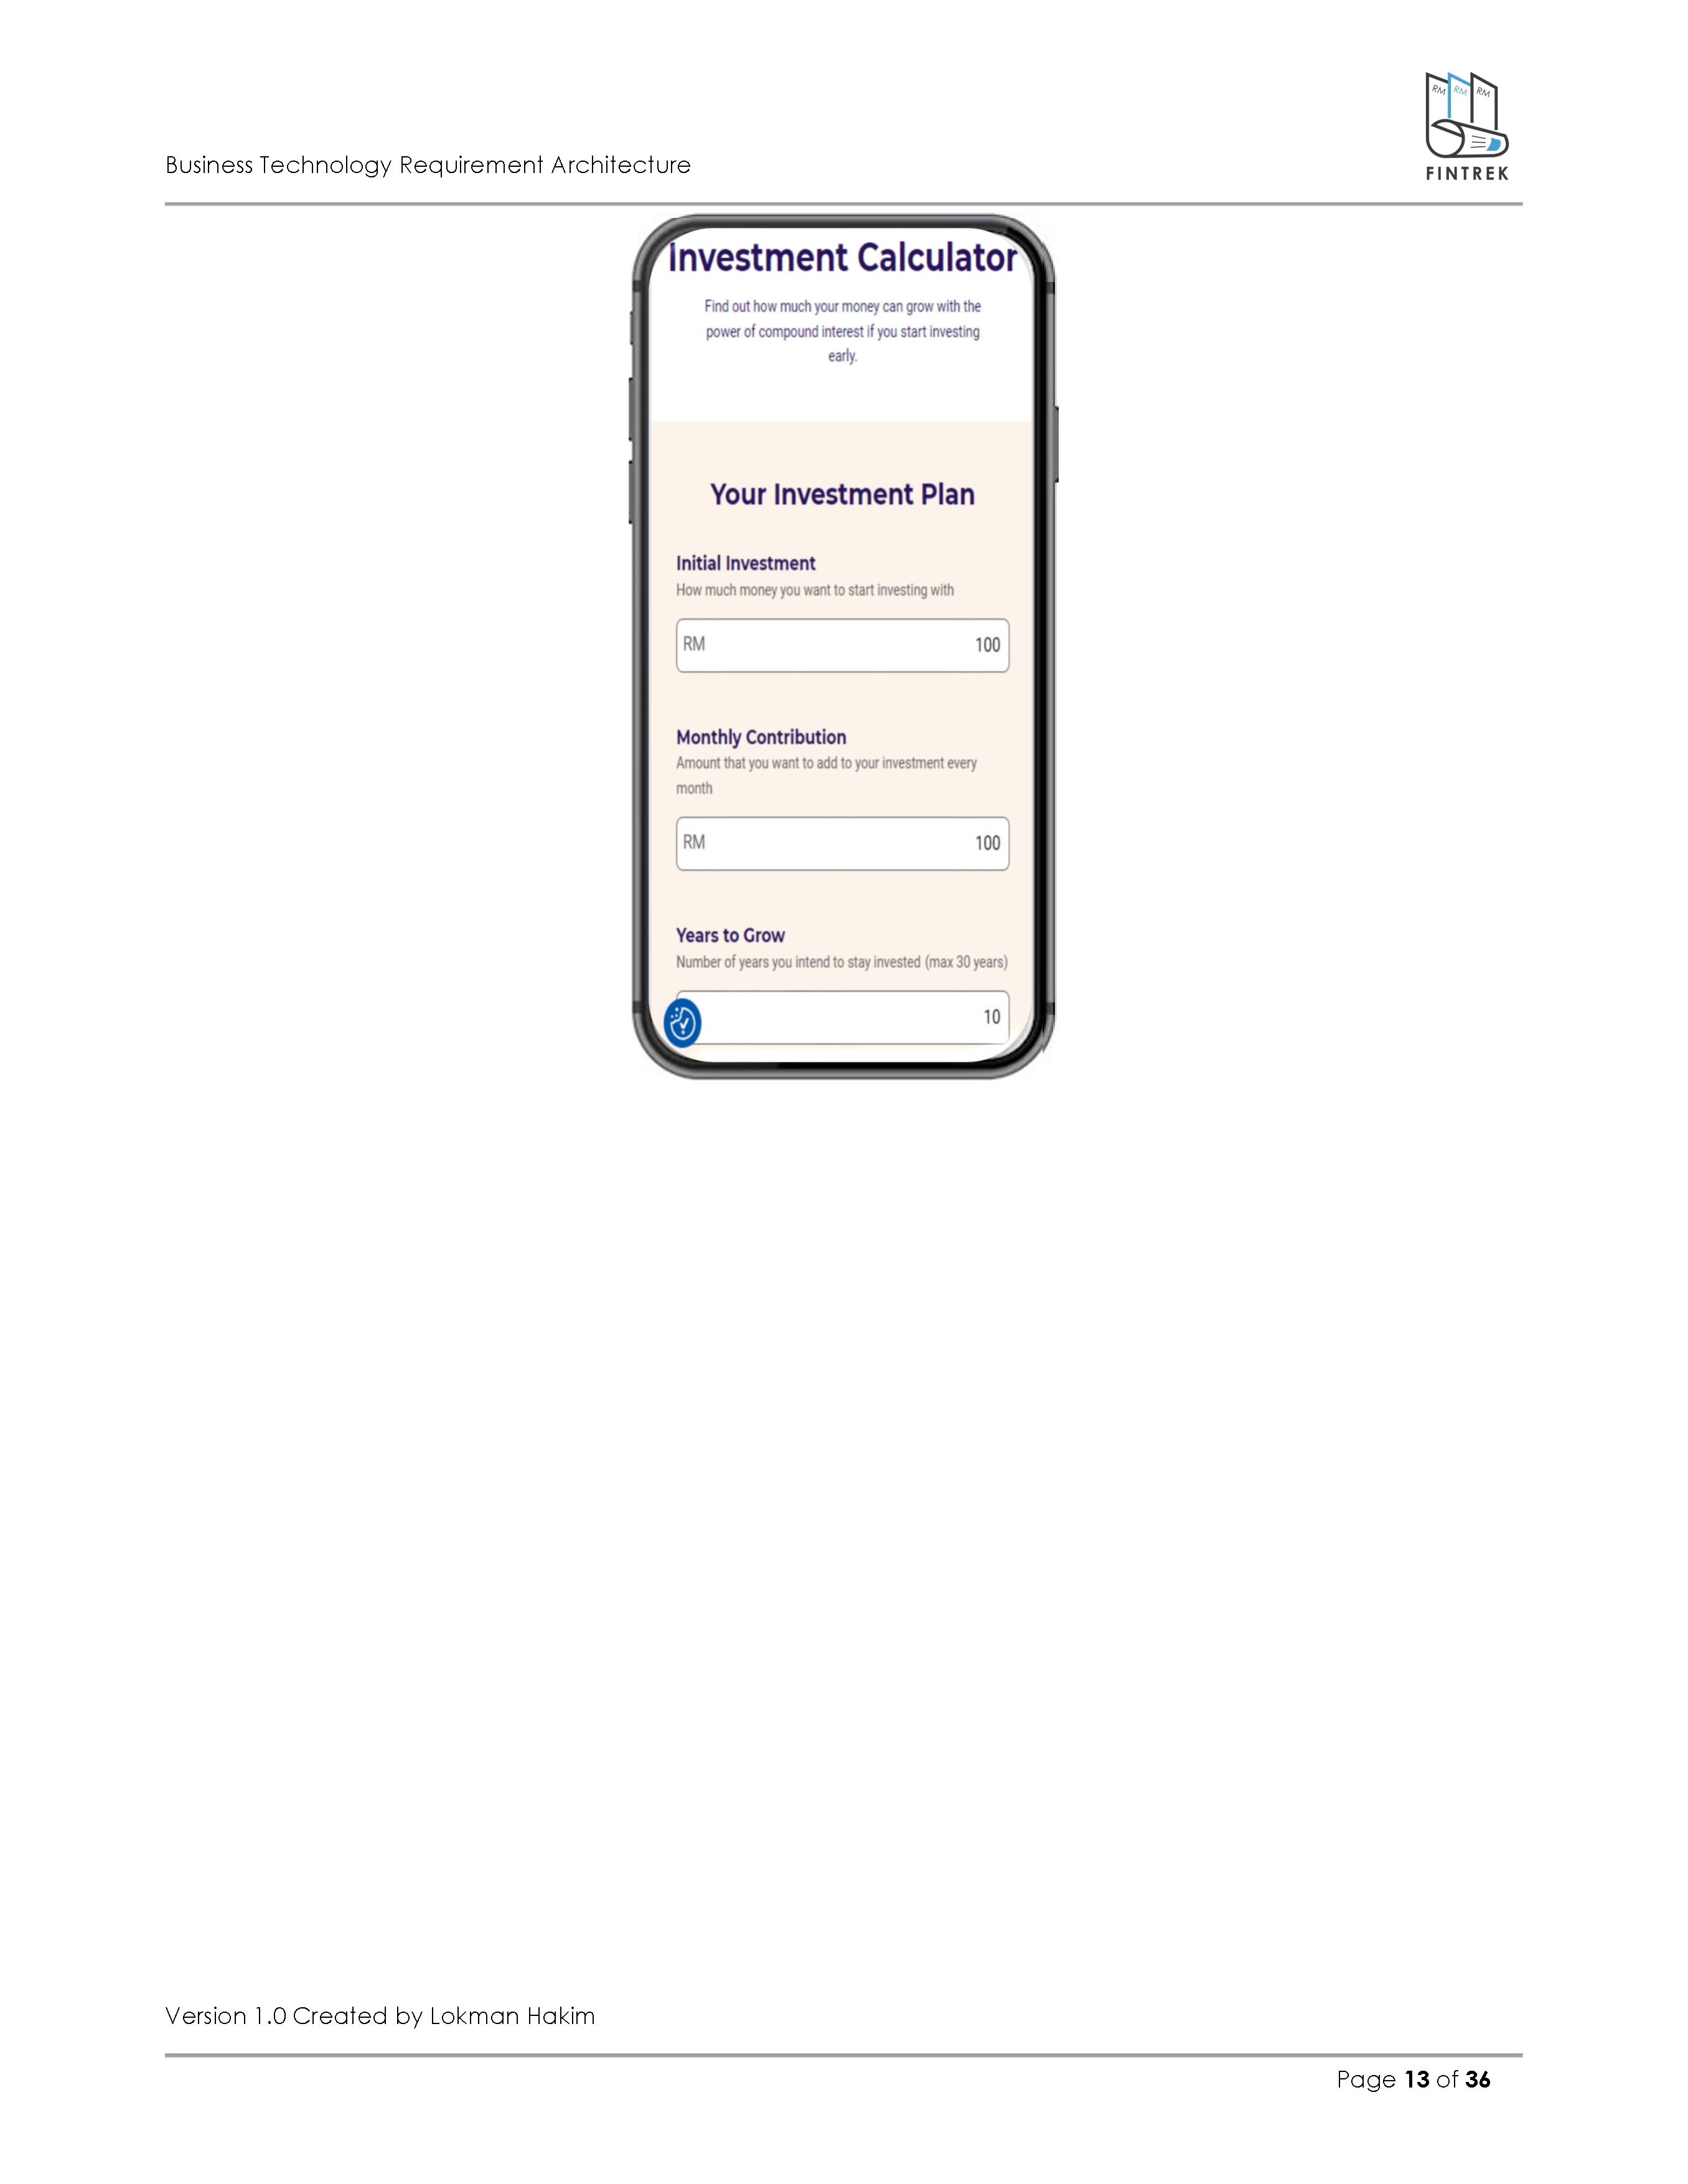 RM RM RM
FINTREK
Business Technology Requirement Architecture
Investment Calculator
Find out how much your money can grow with the
power of compound interest if you start investing
early.
Your Investment Plan
Initial Investment
How much money you want to start investing with
RM 100
Monthly Contribution
Amount that you want to add to your investment every
month
RM 100
Years to Grow
Number of years you intend to stay invested (max 30 years)
10
Version 1.0 Created by Lokman Hakim
Page 13 of 36